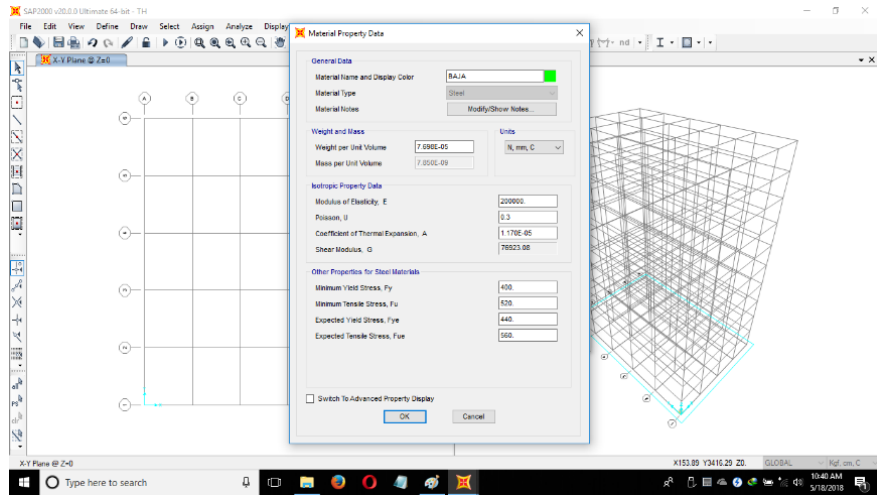 SAP2000 v20.0.0 Ultimate 64-bit - TH
File Edit View Define Draw Select Assign Analyze Display
nd
X-Y Plane @ Z=0
A B C D
Material Property Data
General Data
Material Name and Display Color BAJA
Material Type Steel
Material Notes Modify/Show Notes...
Weight and Mass Units
Weight per Unit Volume 7.698E-05 N, mm, C
Mass per Unit Volume 7.850E-09
Isotropic Property Data
Modulus of Elasticity, E 200000.
Poisson, U 0.3
Coefficient of Thermal Expansion, A 1.170E-05
Shear Modulus, G 76923.08
Other Properties for Steel Materials
Minimum Yield Stress, Fy 400.
Minimum Tensile Stress, Fu 520.
Expected Yield Stress, Fye 440.
Expected Tensile Stress, Fue 560.
Switch To Advanced Property Display
OK Cancel
X-Y Plane @ Z=0 X153.89 Y3416.29 Z0. GLOBAL Kgf, cm, C
Type here to search 10:40 AM
5/18/2018